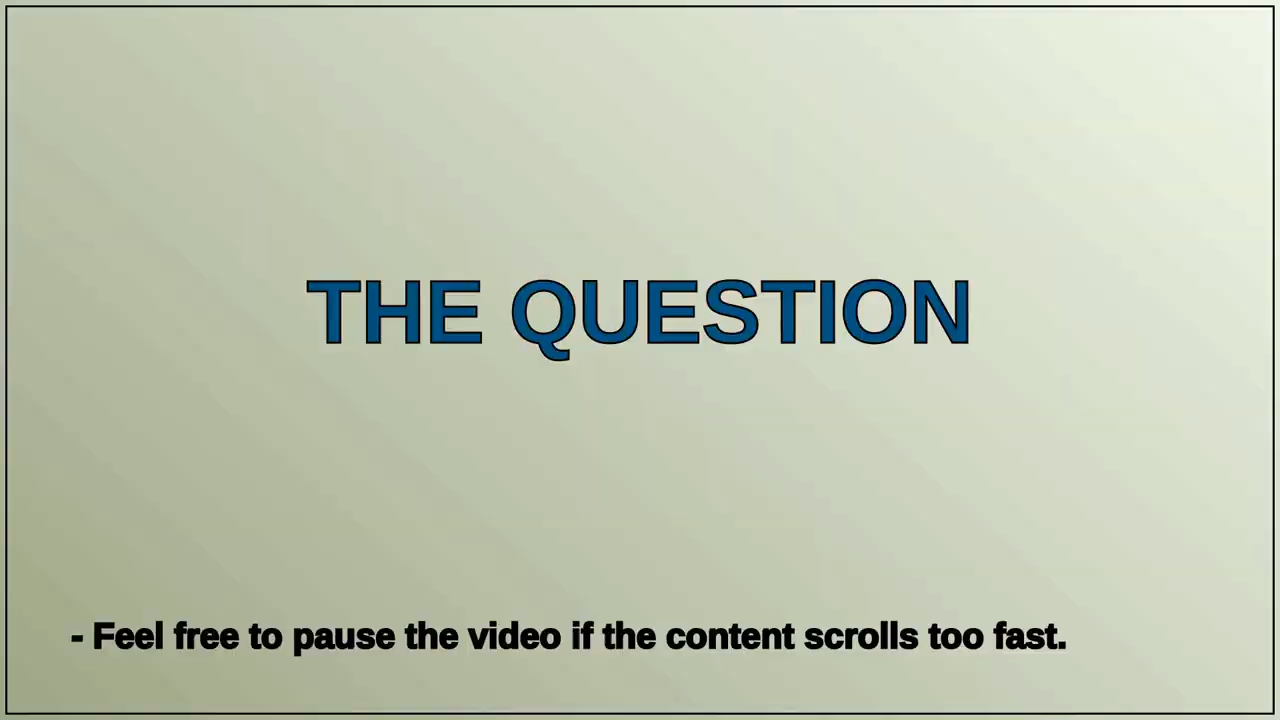 THE QUESTION
- Feel free to pause the video if the content scrolls too fast.